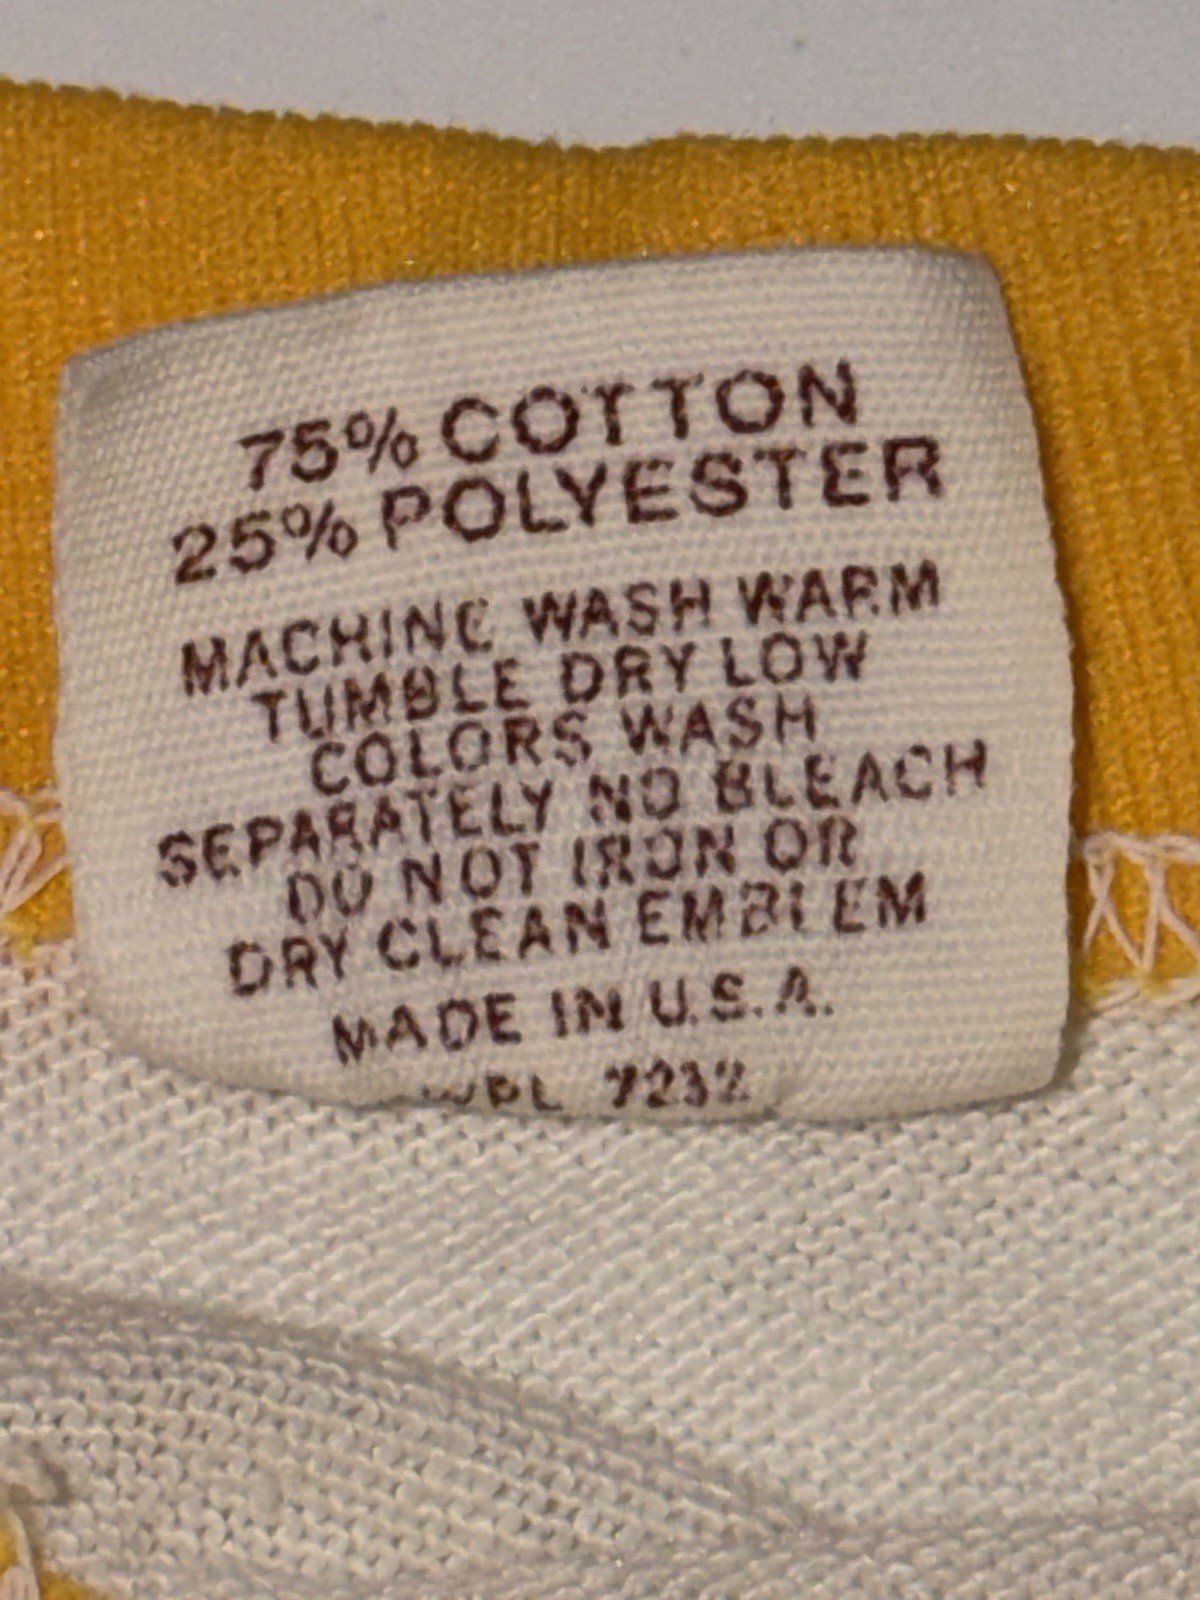 75% COTTON
25% POLYESTER
MACHINE WASH WARM
TUMBLE DRY LOW
COLORS WASH
SEPARATELY NO BLEACH
DO NOT IRON OR
DRY CLEAN EMBLEM
MADE IN U.S.A.
7232